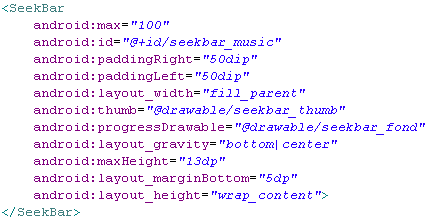 <SeekBar
android:max="100"
android:id="@+id/seekbar_music"
android:paddingRight="50dip"
android:paddingLeft="50dip"
android:layout_width="fill_parent"
android:thumb="@drawable/seekbar_thumb"
android:progressDrawable="@drawable/seekbar_fond"
android:layout_gravity="bottom|center"
android:maxHeight="13dp"
android:layout_marginBottom="5dp"
android:layout_height="wrap_content">
</SeekBar>